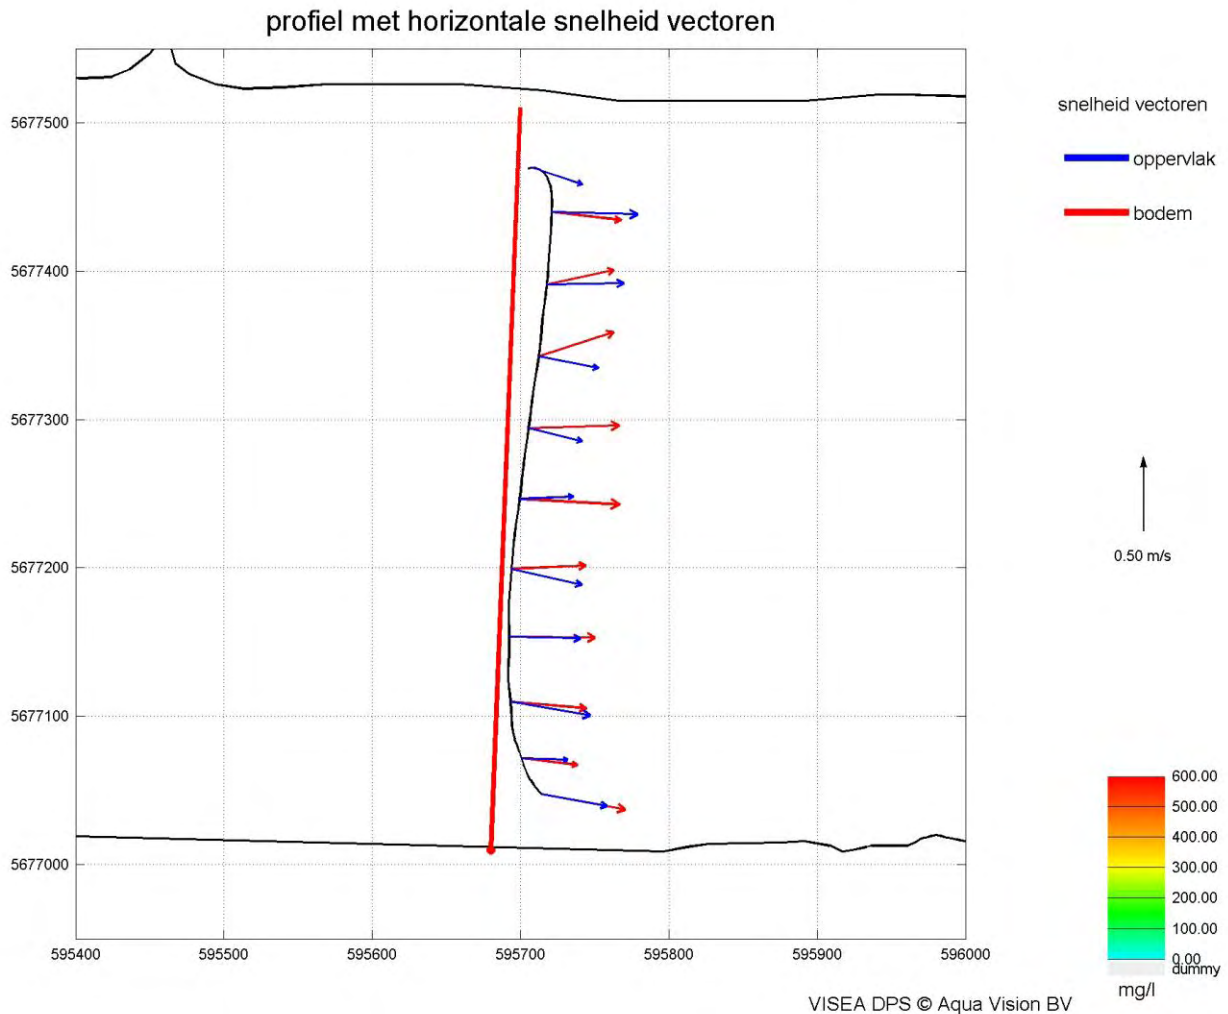 profiel met horizontale snelheid vectoren
snelheid vectoren
oppervlak
bodem
5677500
5677400
5677300
5677200
5677100
5677000
0.50 m/s
595400
595500
595600
595700
595800
595900
596000
600.00
500.00
400.00
300.00
200.00
100.00
0.00
dummy
mg/l
VISEA DPS © Aqua Vision BV